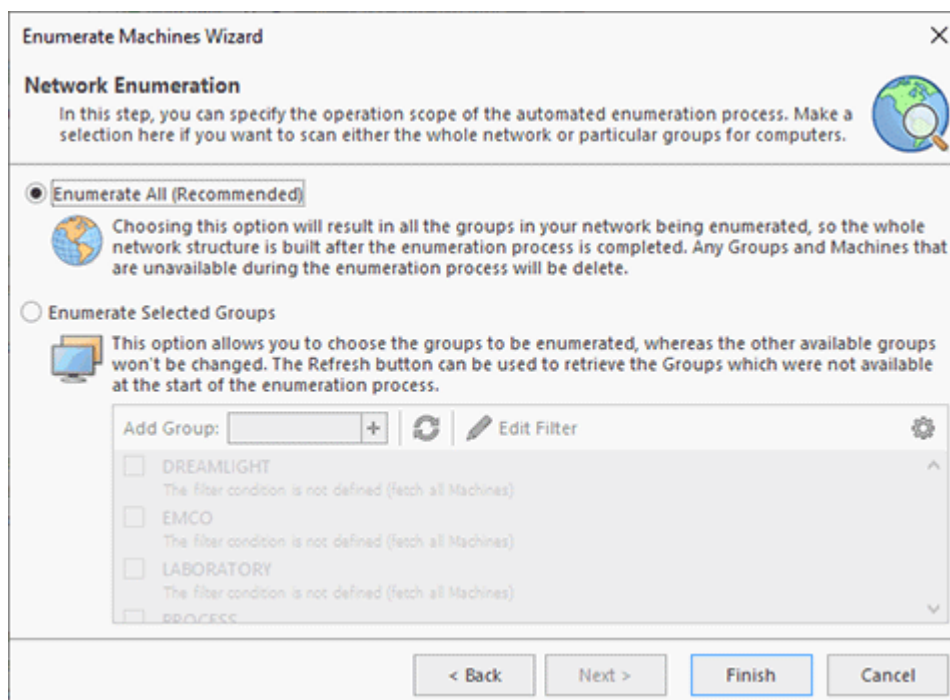 Enumerate Machines Wizard
Network Enumeration
In this step, you can specify the operation scope of the automated enumeration process. Make a
selection here if you want to scan either the whole network or particular groups for computers.
Enumerate All (Recommended)
Choosing this option will result in all the groups in your network being enumerated, so the whole
network structure is built after the enumeration process is completed. Any Groups and Machines that
are unavailable during the enumeration process will be delete.
Enumerate Selected Groups
This option allows you to choose the groups to be enumerated, whereas the other available groups
won't be changed. The Refresh button can be used to retrieve the Groups which were not available
at the start of the enumeration process.
Add Group: Edit Filter
DREAMLIGHT
The filter condition is not defined (fetch all Machines)
EMCO
The filter condition is not defined (fetch all Machines)
LABORATORY
The filter condition is not defined (fetch all Machines)
PROCESS
< Back Next > Finish Cancel